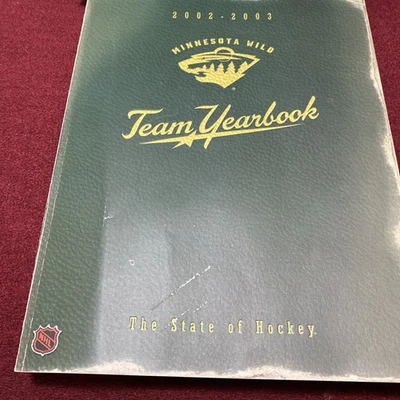 2002-2003
MINNESOTA WILD
Team Yearbook
The State of Hockey
NHL